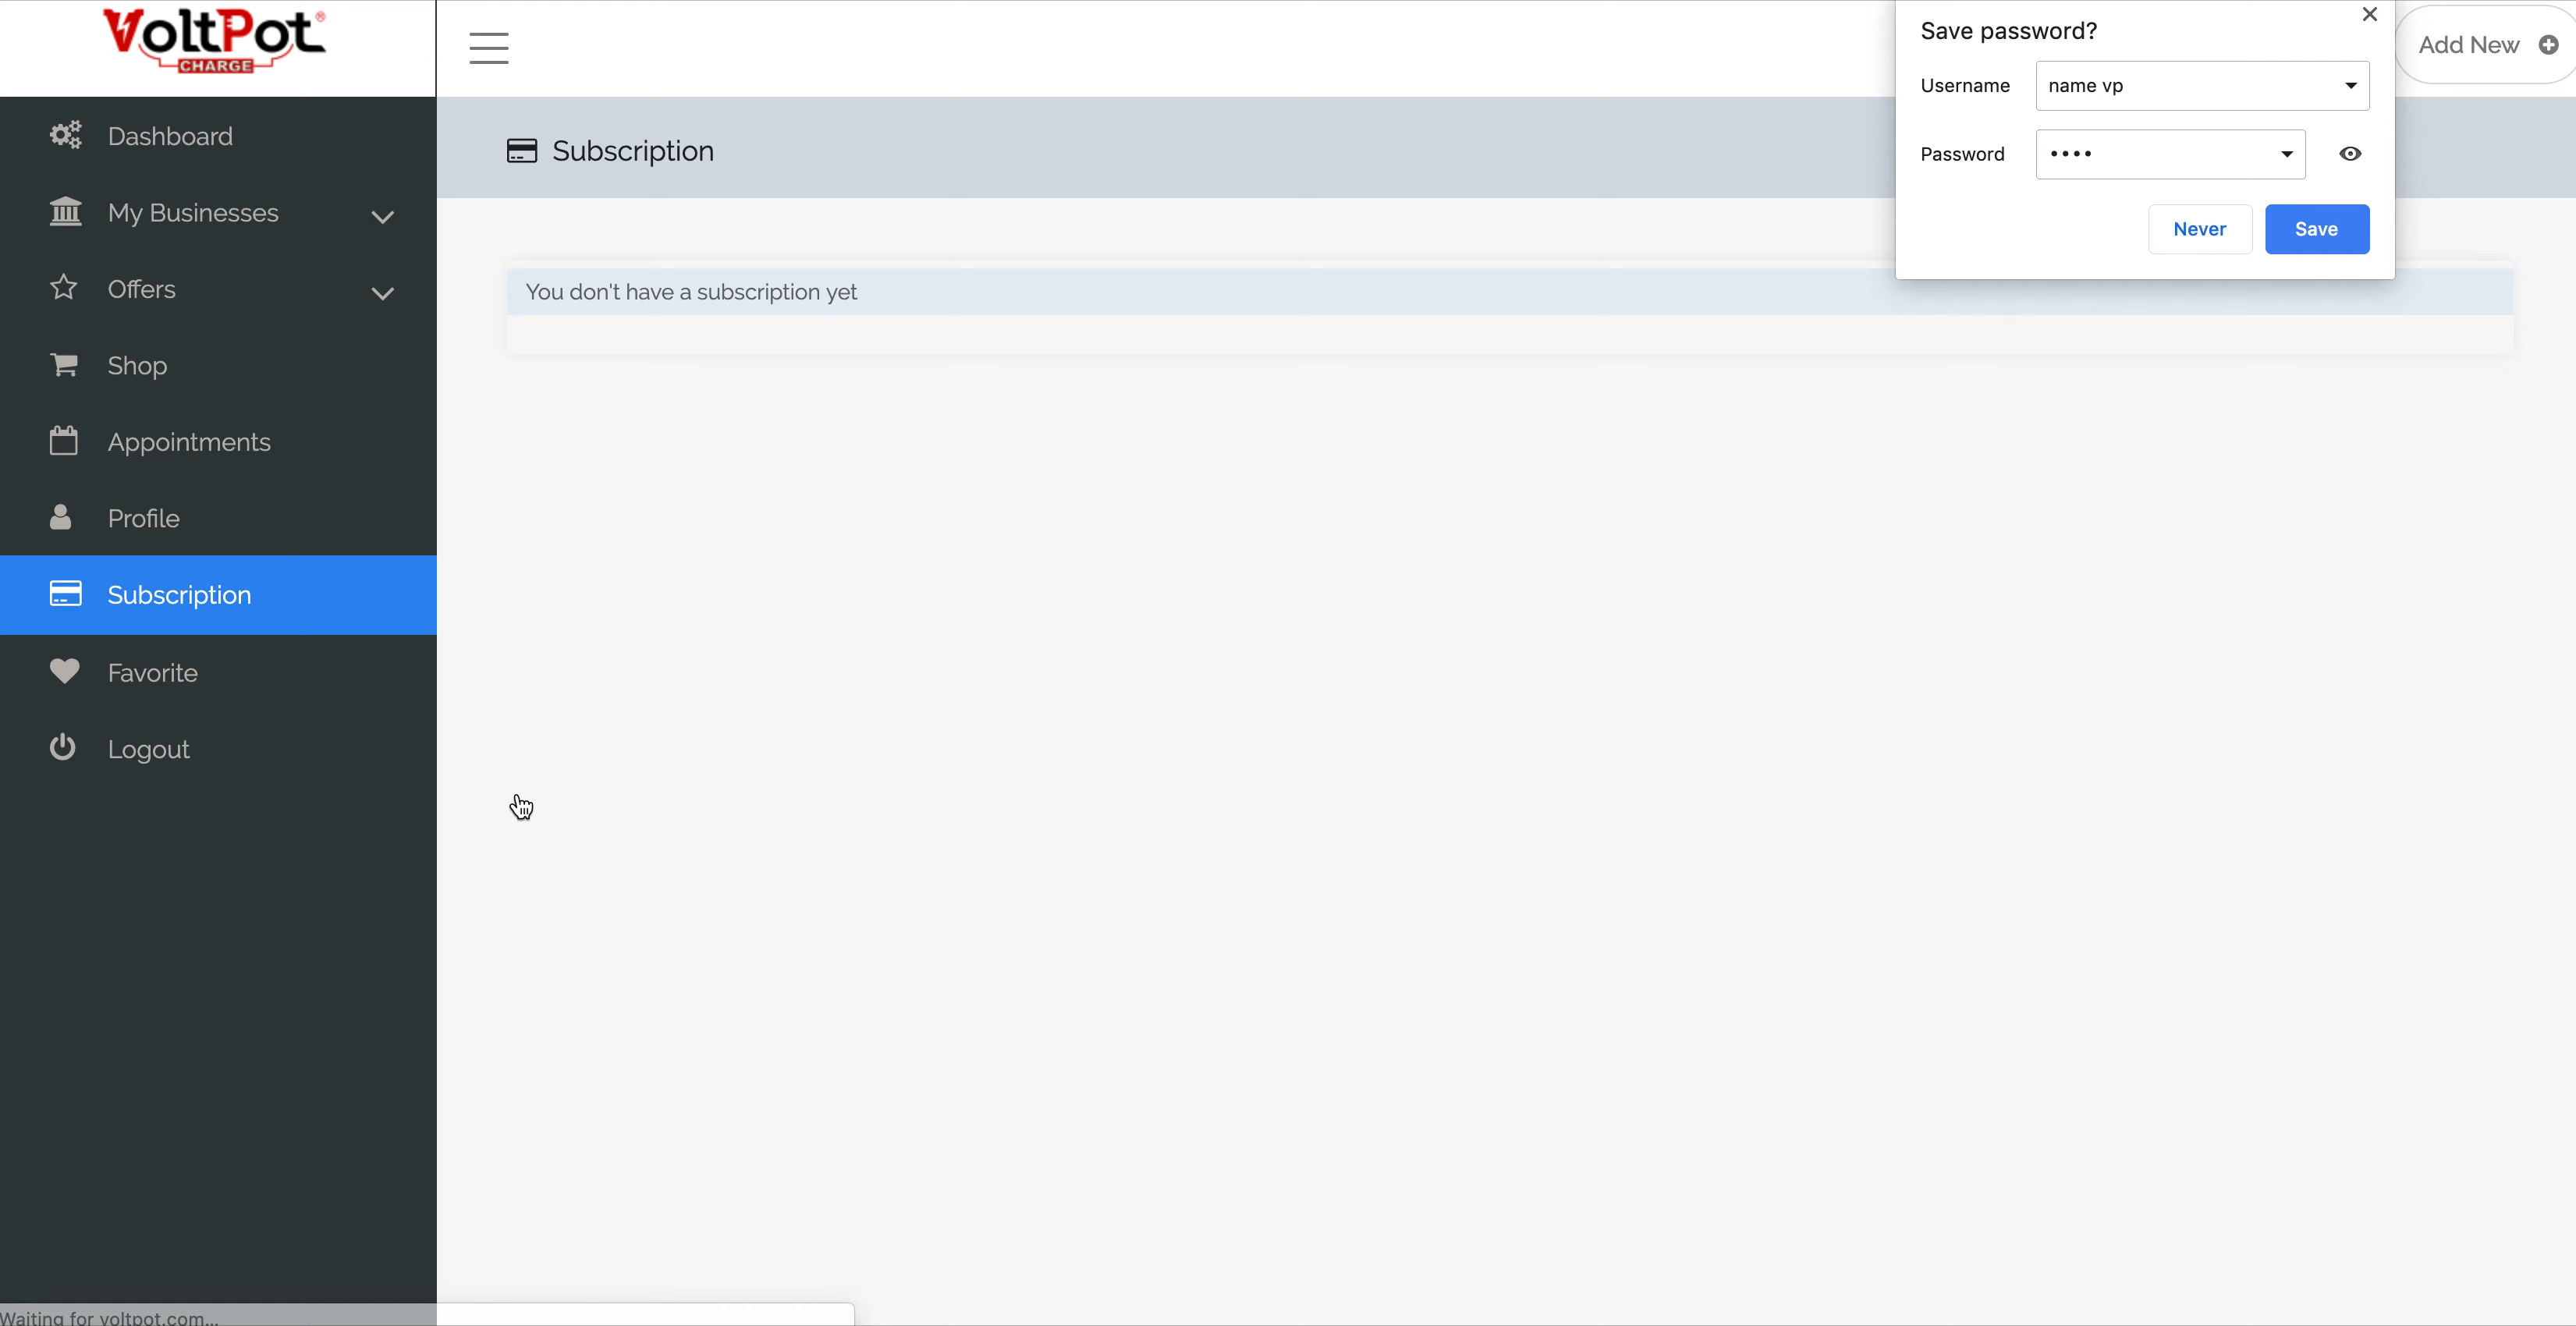 VoltPot®
CHARGE
Dashboard
My Businesses
Offers
Shop
Appointments
Profile
Subscription
Favorite
Logout
Subscription
You don't have a subscription yet
Save password?
Username name vp
Password ••••
Never Save
Add New
Waiting for voltpot.com...